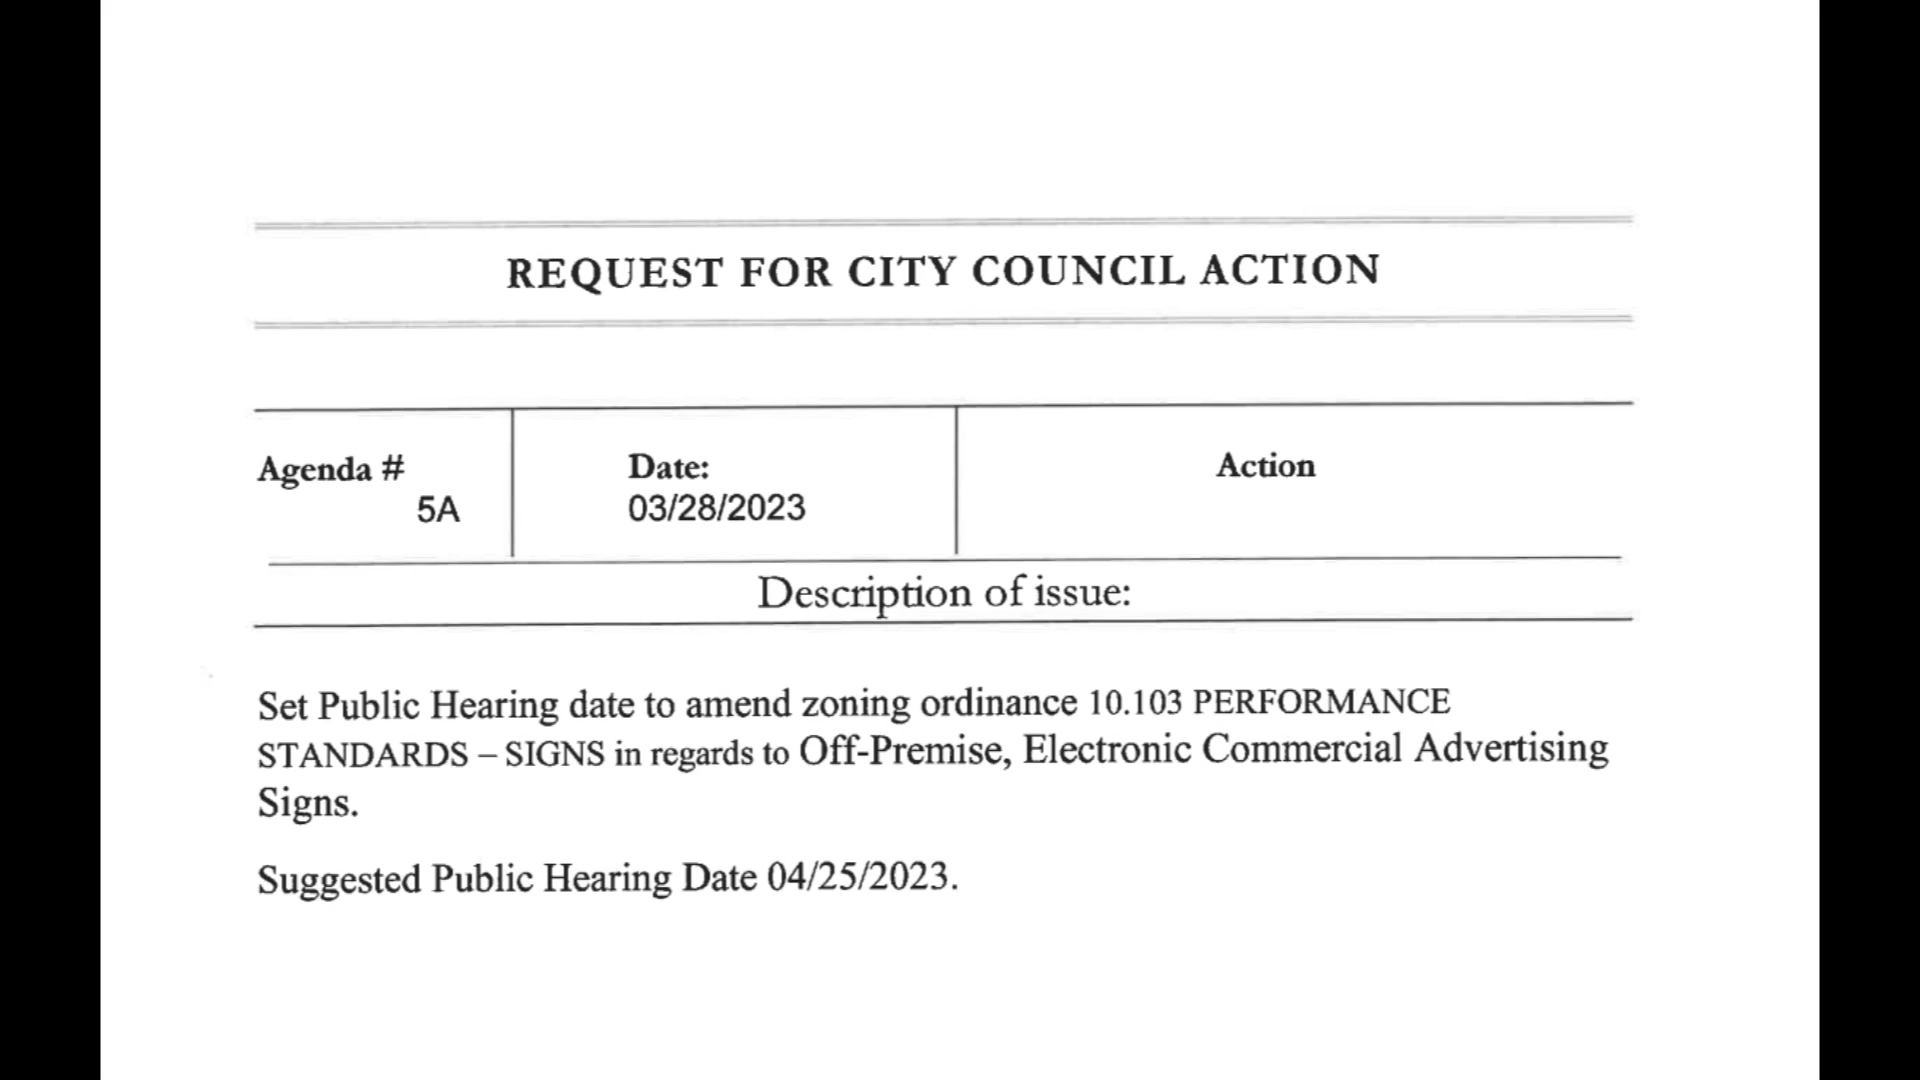 REQUEST FOR CITY COUNCIL ACTION
Agenda #
5A
Date:
03/28/2023
Action
Description of issue:
Set Public Hearing date to amend zoning ordinance 10.103 PERFORMANCE
STANDARDS – SIGNS in regards to Off-Premise, Electronic Commercial Advertising
Signs.
Suggested Public Hearing Date 04/25/2023.